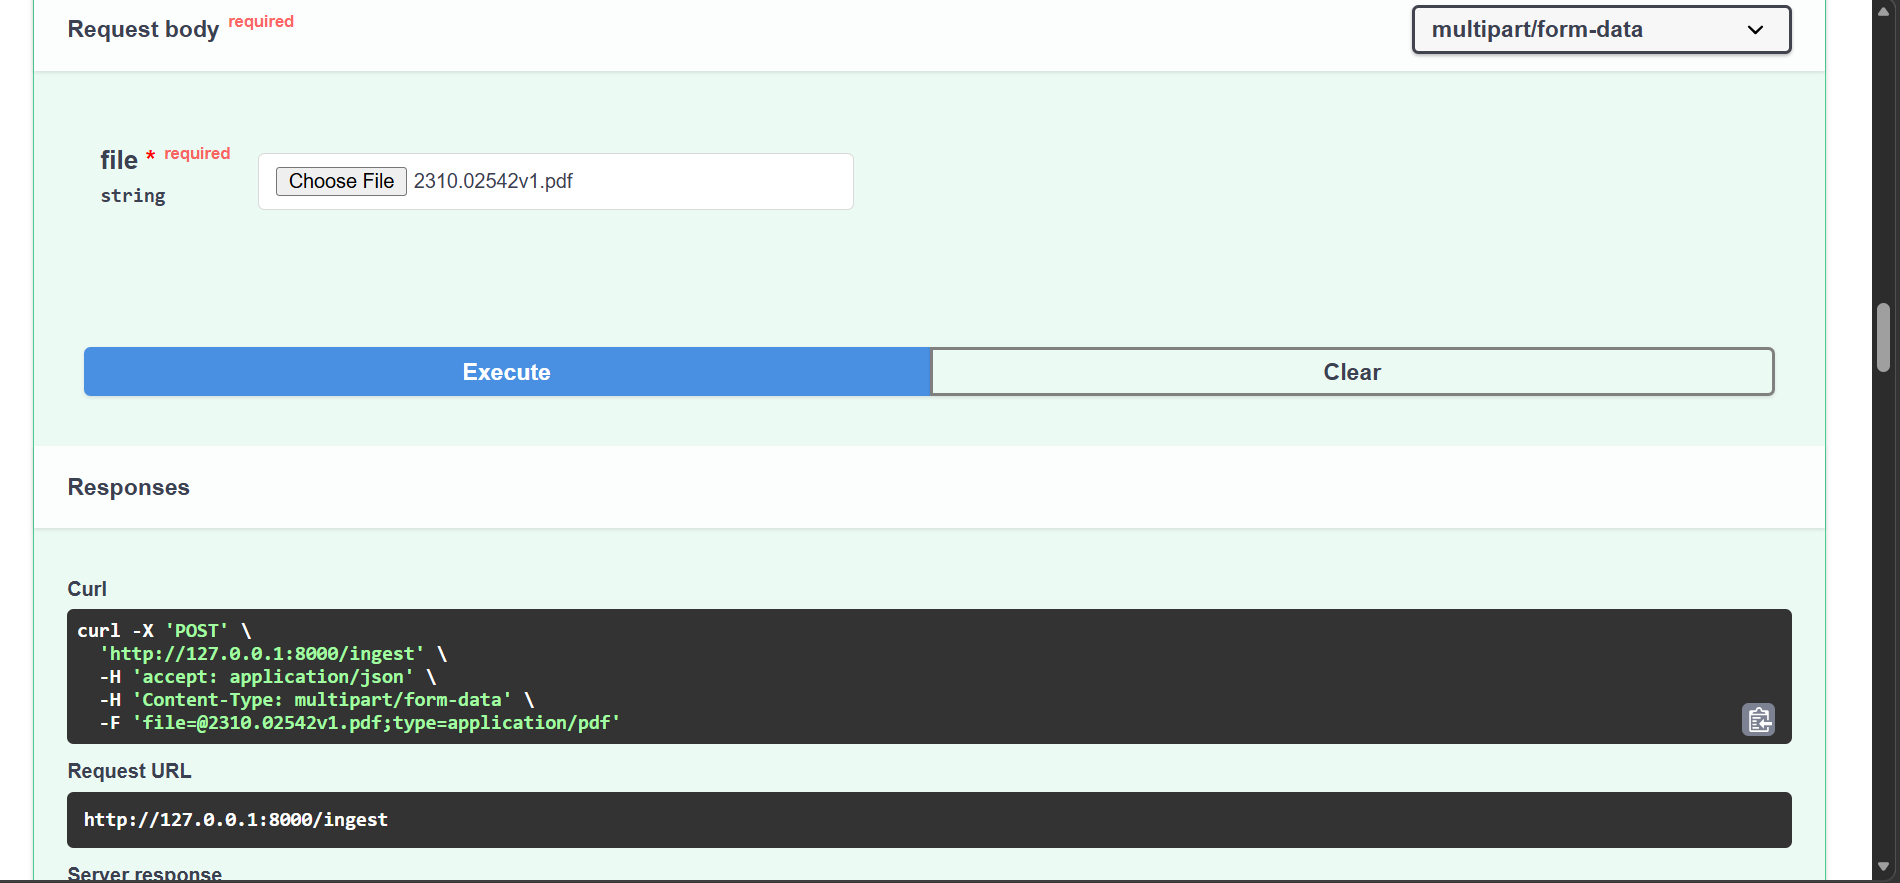 Request body required
multipart/form-data
file * required
string
Choose File 2310.02542v1.pdf
Execute
Clear
Responses
Curl
curl -X 'POST' \
'http://127.0.0.1:8000/ingest' \
-H 'accept: application/json' \
-H 'Content-Type: multipart/form-data' \
-F 'file=@2310.02542v1.pdf;type=application/pdf'
Request URL
http://127.0.0.1:8000/ingest
Server response